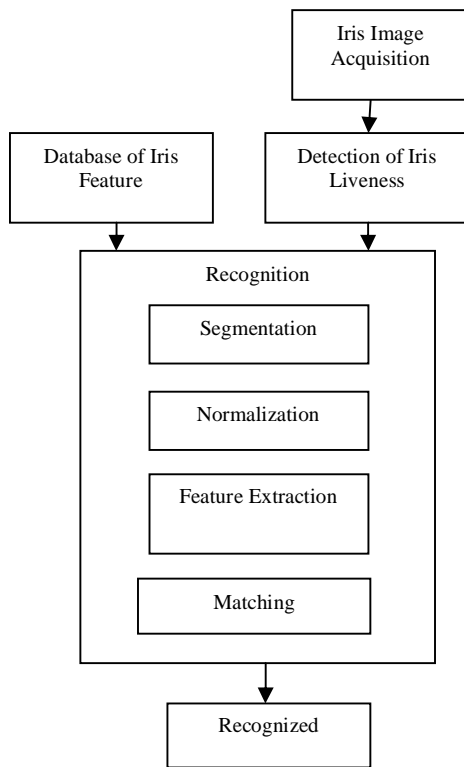 Iris Image
Acquisition
Database of Iris
Feature
Detection of Iris
Liveness
Recognition
Segmentation
Normalization
Feature Extraction
Matching
Recognized